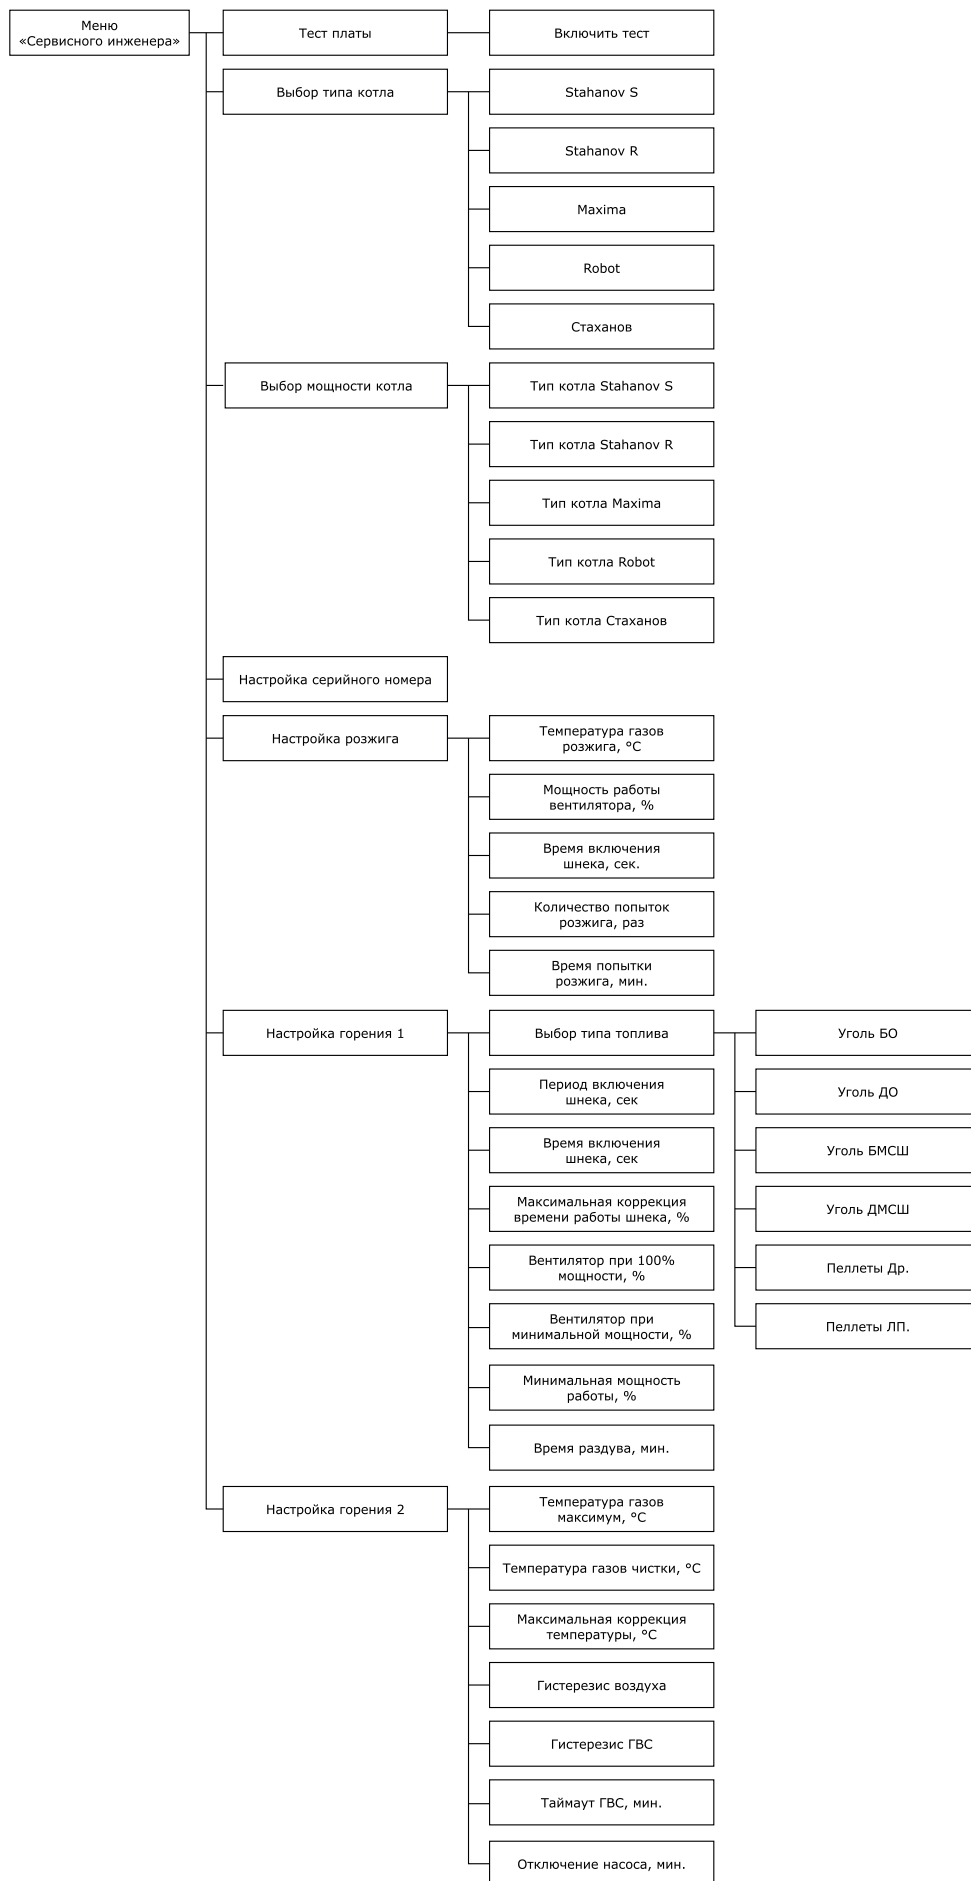 Меню
«Сервисного инженера»
Тест платы
Включить тест
Выбор типа котла
Stahanov S
Stahanov R
Maxima
Robot
Стаханов
Выбор мощности котла
Тип котла Stahanov S
Тип котла Stahanov R
Тип котла Maxima
Тип котла Robot
Тип котла Стаханов
Настройка серийного номера
Настройка розжига
Температура газов
розжига, °C
Мощность работы
вентилятора, %
Время включения
шнека, сек.
Количество попыток
розжига, раз
Время попытки
розжига, мин.
Настройка горения 1
Выбор типа топлива
Уголь БО
Уголь ДО
Уголь БМСШ
Уголь ДМСШ
Пеллеты Др.
Пеллеты ЛП.
Период включения
шнека, сек
Время включения
шнека, сек
Максимальная коррекция
времени работы шнека, %
Вентилятор при 100%
мощности, %
Вентилятор при
минимальной мощности, %
Минимальная мощность
работы, %
Время раздува, мин.
Настройка горения 2
Температура газов
максимум, °C
Температура газов чистки, °C
Максимальная коррекция
температуры, °C
Гистерезис воздуха
Гистерезис ГВС
Таймаут ГВС, мин.
Отключение насоса, мин.